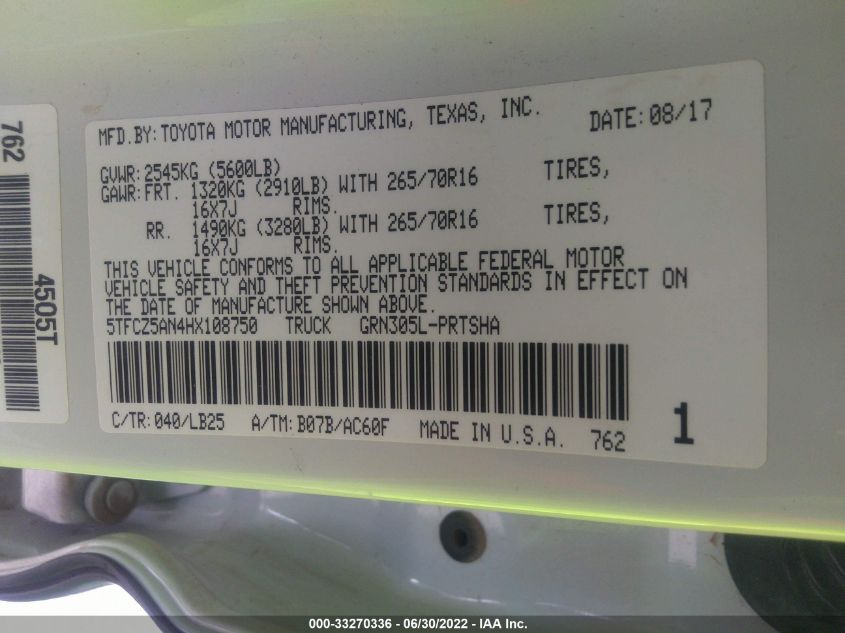 762 4505T
MFD.BY: TOYOTA MOTOR MANUFACTURING, TEXAS, INC. DATE: 08/17
GVWR: 2545KG (5600LB)
GAWR: FRT. 1320KG (2910LB) WITH 265/70R16 TIRES,
16X7J RIMS.
RR. 1490KG (3280LB) WITH 265/70R16 TIRES,
16X7J RIMS.
THIS VEHICLE CONFORMS TO ALL APPLICABLE FEDERAL MOTOR
VEHICLE SAFETY AND THEFT PREVENTION STANDARDS IN EFFECT ON
THE DATE OF MANUFACTURE SHOWN ABOVE.
5TFCZ5AN4HX108750 TRUCK GRN305L-PRTSHA
C/TR: 040/LB25 A/TM: B07B/AC60F MADE IN U.S.A. 762 1
000-33270336 - 06/30/2022 - IAA Inc.